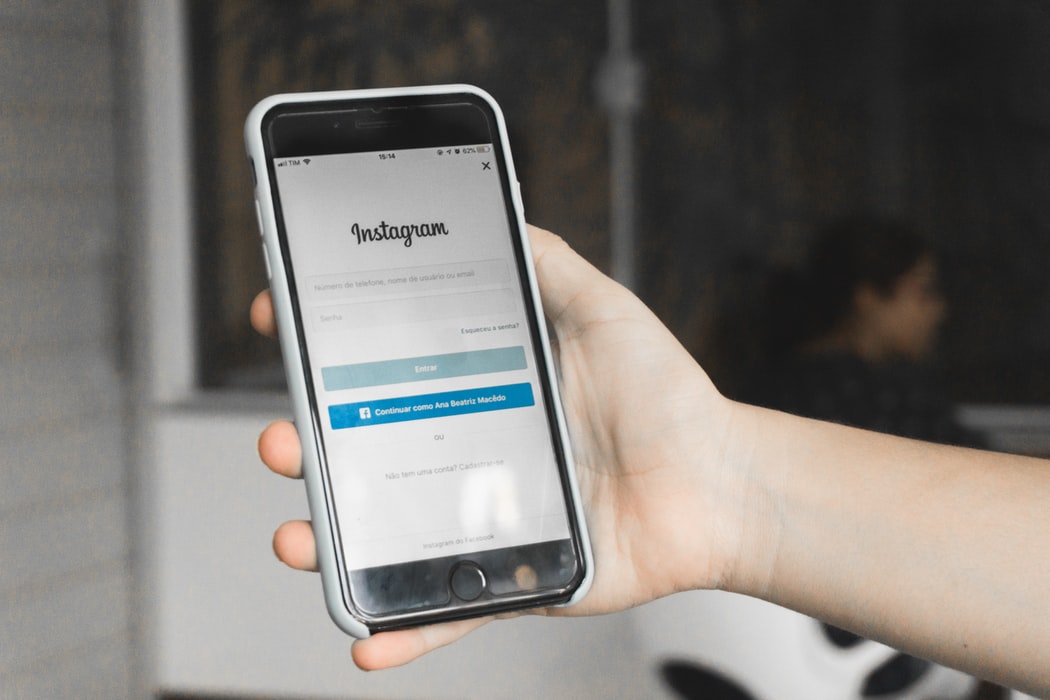 TIM 15:14 62%
Instagram
Número de telefone, nome de usuário ou email
Senha
Esqueceu a senha?
Entrar
f Continuar como Ana Beatriz Macêdo
OU
Não tem uma conta? Cadastrar-se
Instagram do Facebook